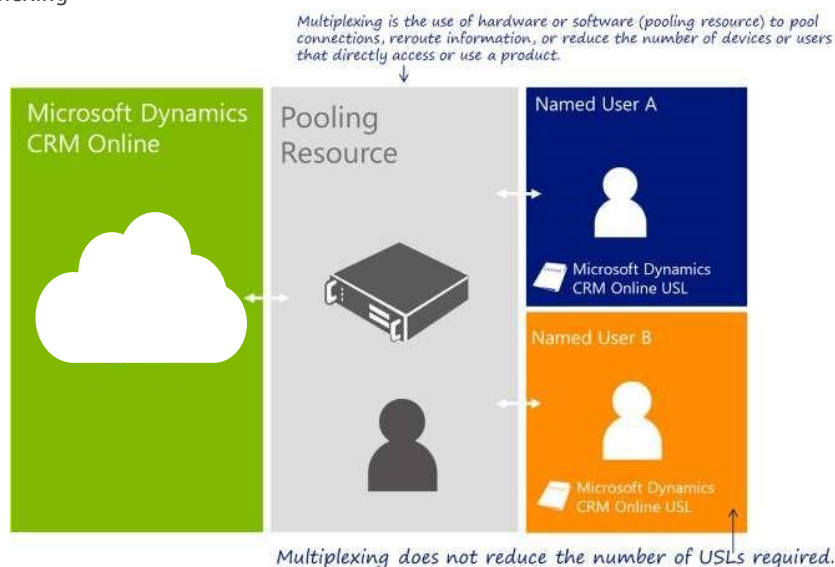 Multiplexing is the use of hardware or software (pooling resource) to pool
connections, reroute information, or reduce the number of devices or users
that directly access or use a product.
Microsoft Dynamics
CRM Online
Pooling
Resource
Named User A
Microsoft Dynamics
CRM Online USL
Named User B
Microsoft Dynamics
CRM Online USL
Multiplexing does not reduce the number of USLs required.